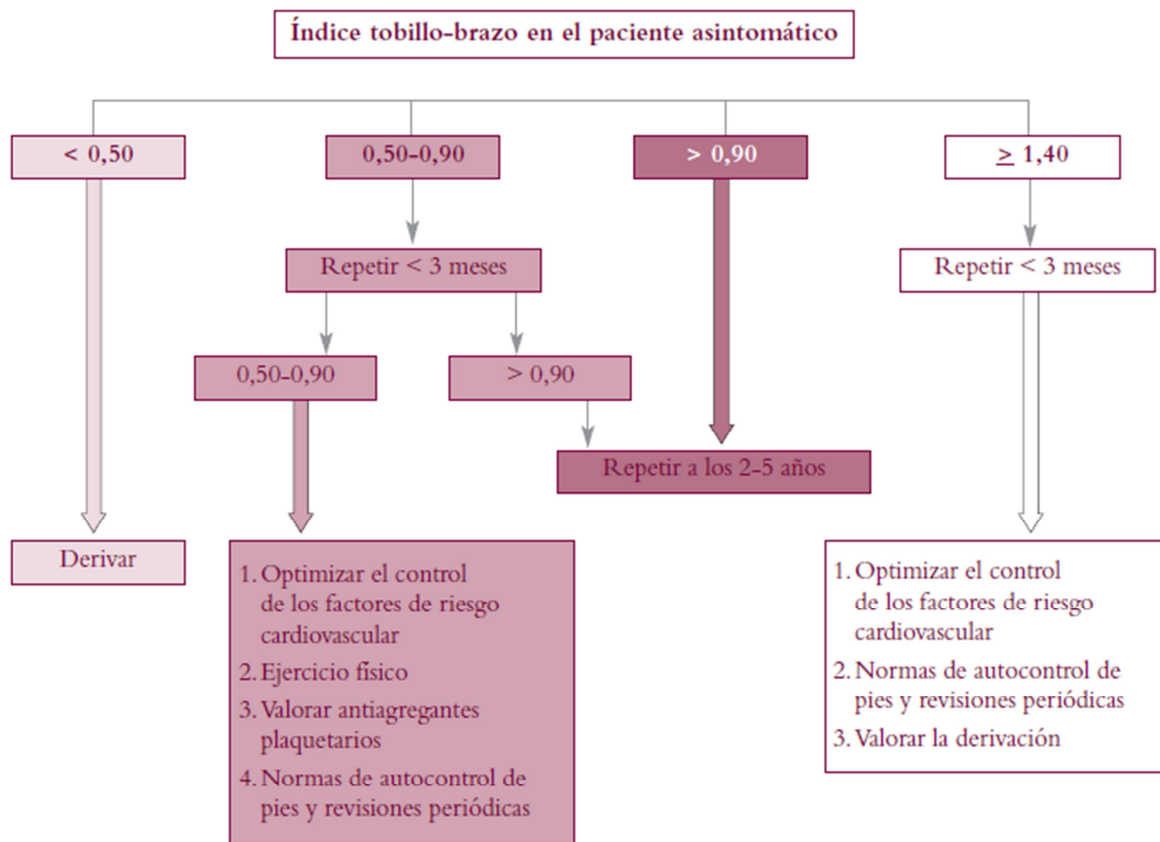 Índice tobillo-brazo en el paciente asintomático
< 0,50
0,50-0,90
> 0,90
≥ 1,40
Repetir < 3 meses
Repetir < 3 meses
0,50-0,90
> 0,90
Repetir a los 2-5 años
Derivar
1. Optimizar el control
de los factores de riesgo
cardiovascular
2. Ejercicio físico
3. Valorar antiagregantes
plaquetarios
4. Normas de autocontrol de
pies y revisiones periódicas
1. Optimizar el control
de los factores de riesgo
cardiovascular
2. Normas de autocontrol de
pies y revisiones periódicas
3. Valorar la derivación